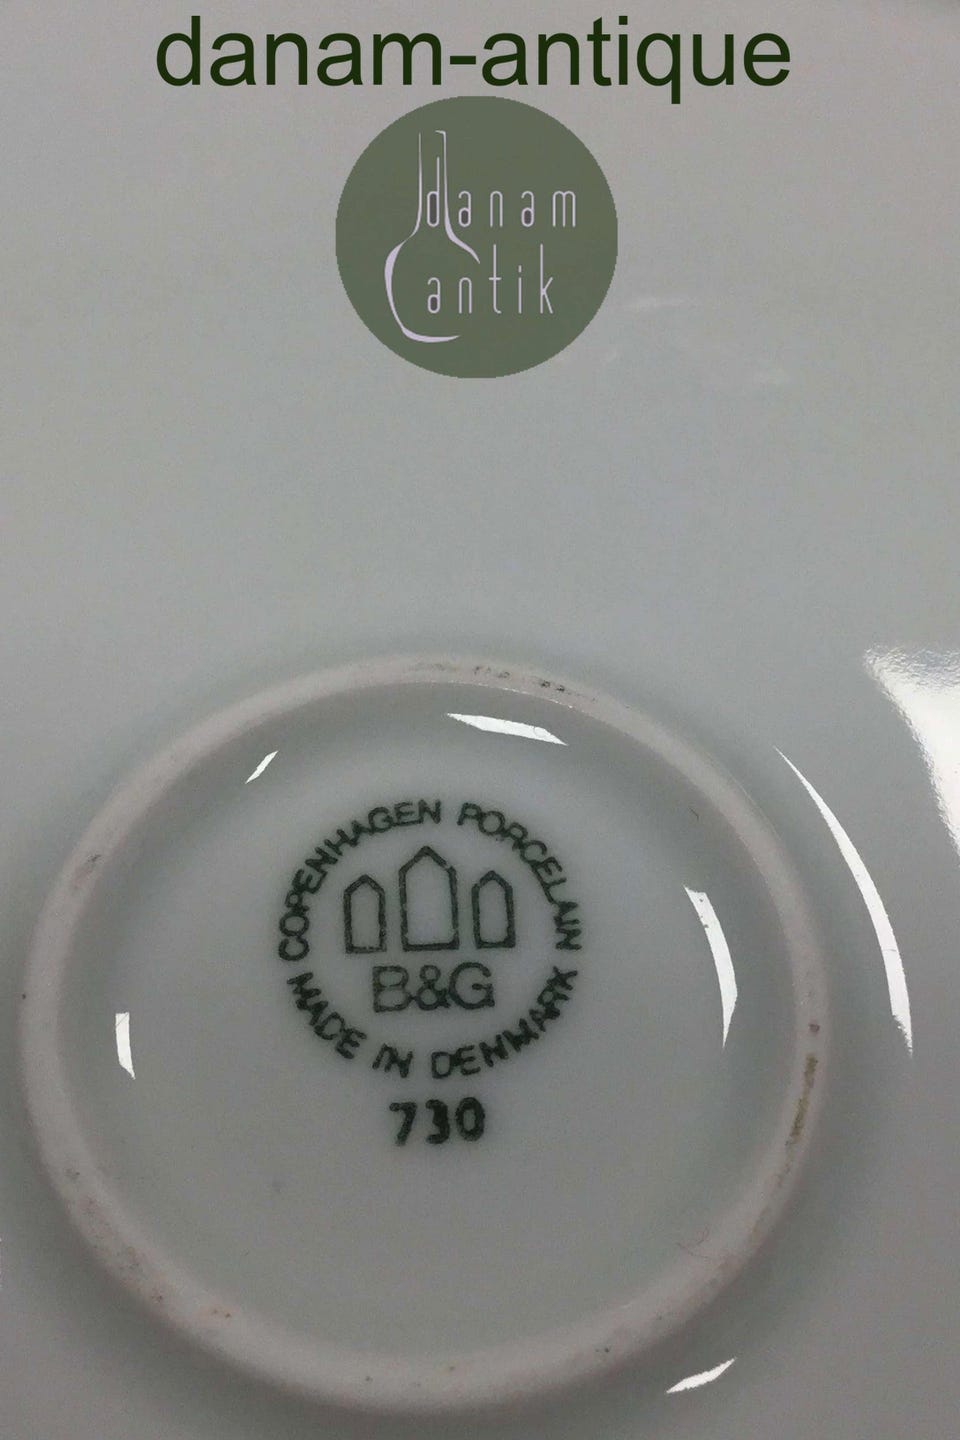 danam-antique
danam
antik
COPENHAGEN PORCELAIN
B&G
MADE IN DENMARK
730